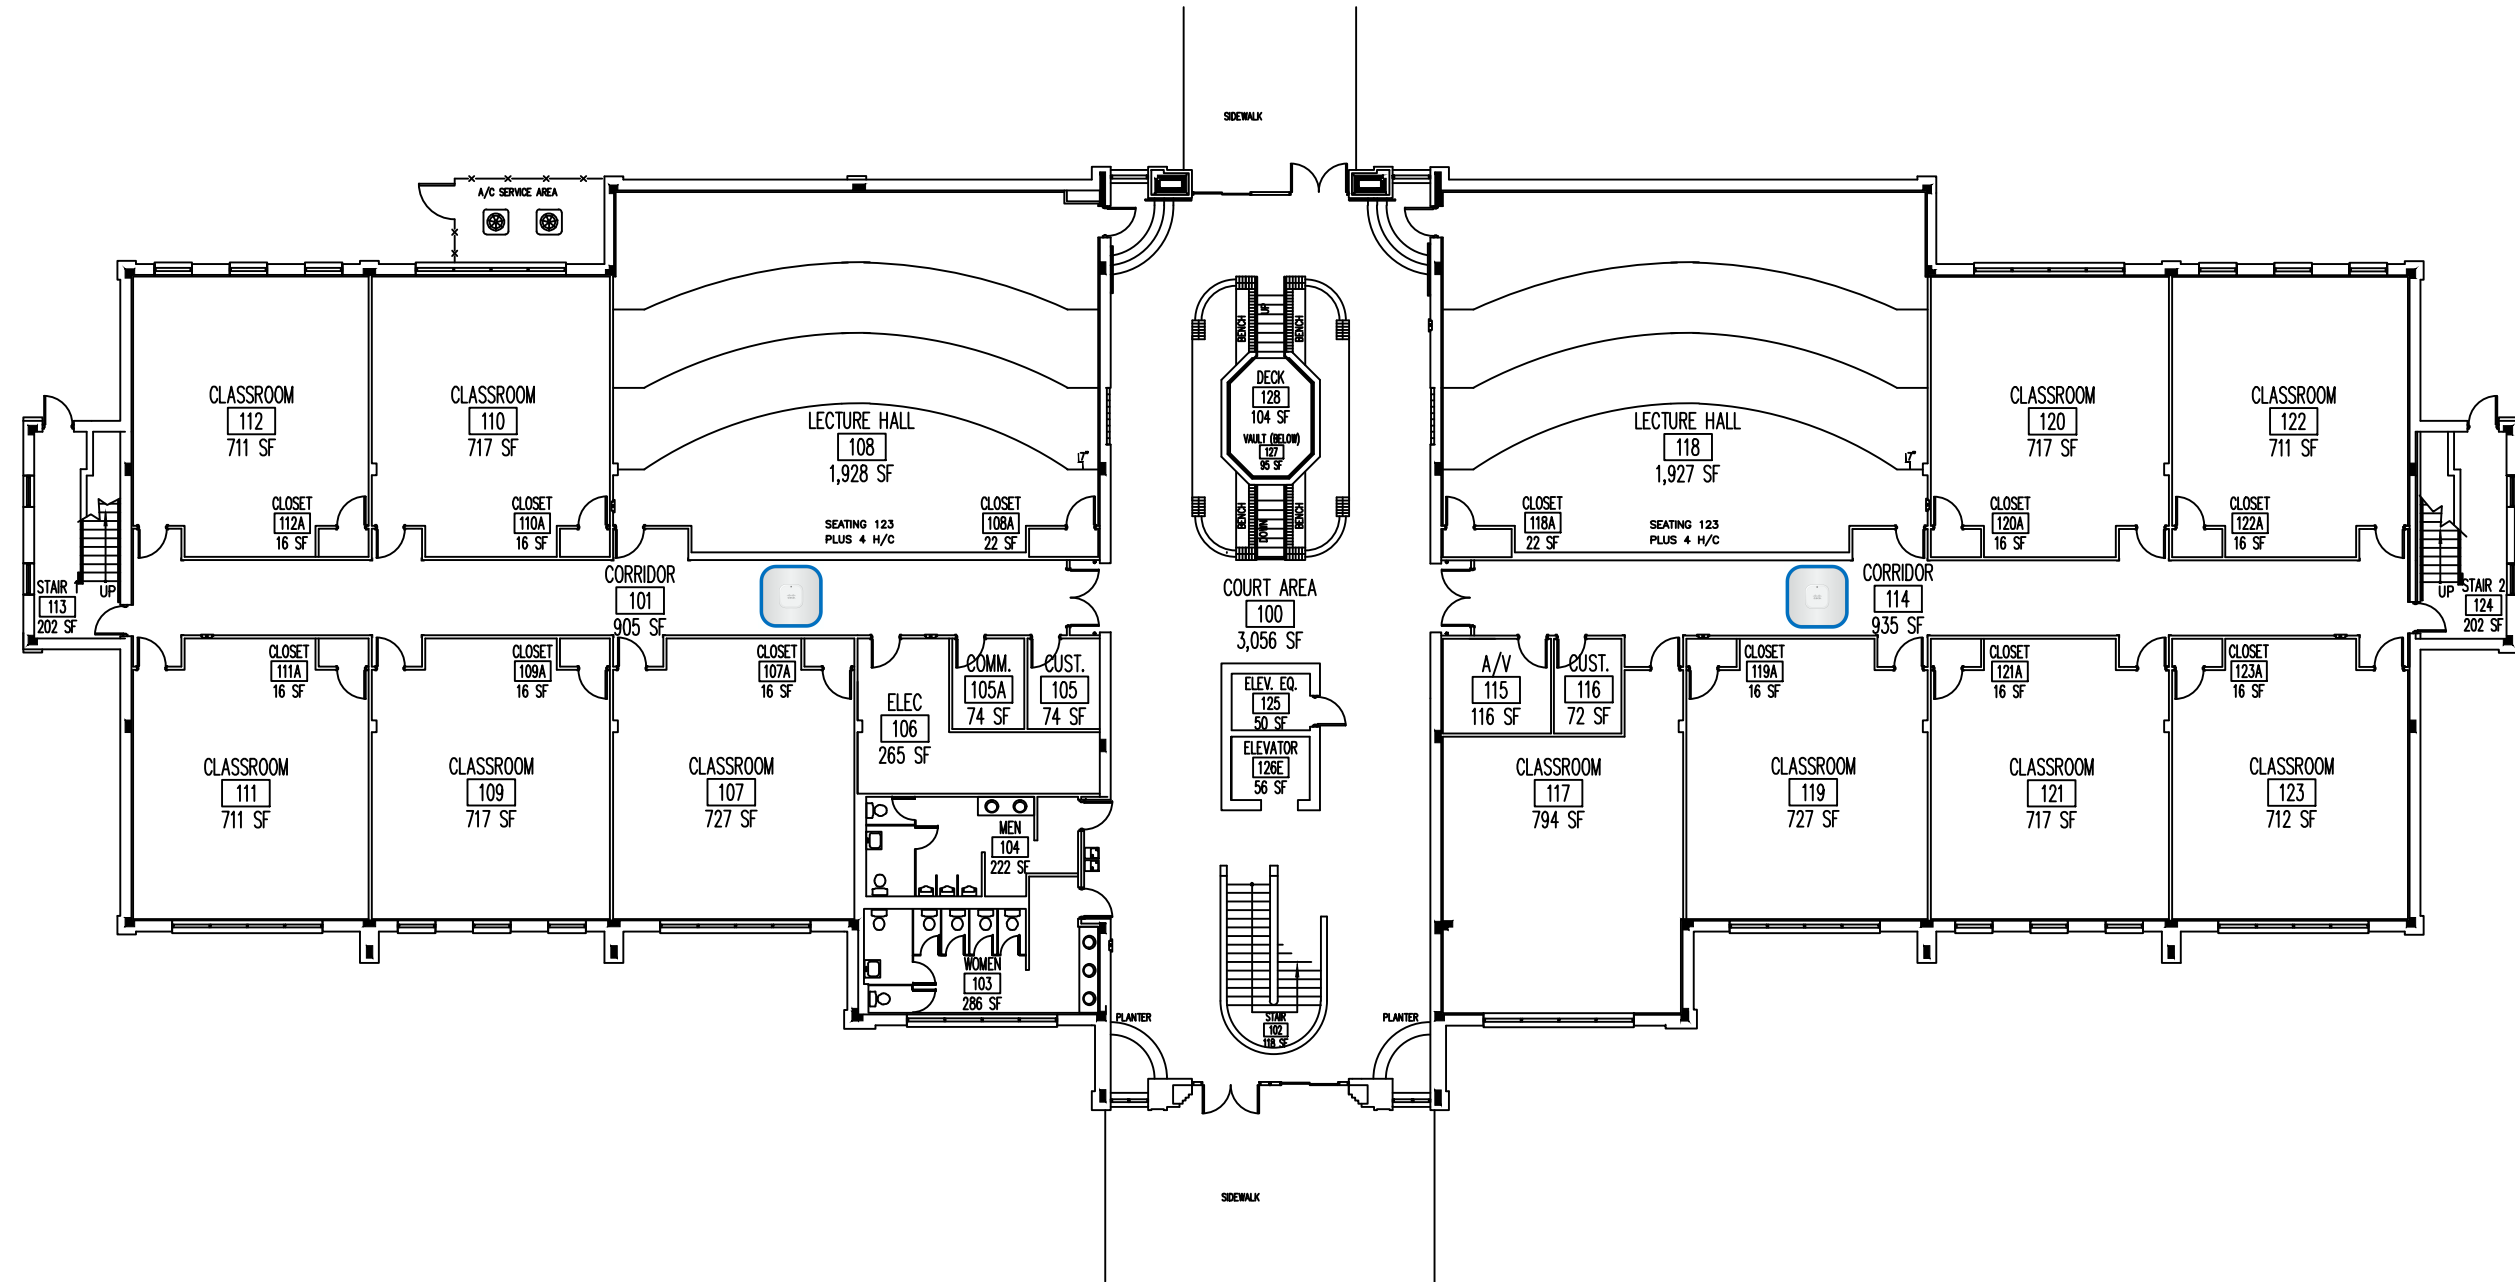 SIDEWALK
A/C SERVICE AREA
CLASSROOM
112
711 SF
CLASSROOM
110
717 SF
LECTURE HALL
108
1,928 SF
17"
SEATING 123
PLUS 4 H/C
CLOSET
112A
16 SF
CLOSET
110A
16 SF
CLOSET
108A
22 SF
UP
BENCH
BENCH
DECK
128
104 SF
VAULT (BELOW)
127
95 SF
BENCH
BENCH
DOWN
LECTURE HALL
118
1,927 SF
17"
SEATING 123
PLUS 4 H/C
CLASSROOM
120
717 SF
CLASSROOM
122
711 SF
CLOSET
118A
22 SF
CLOSET
120A
16 SF
CLOSET
122A
16 SF
STAIR
113
202 SF
UP
CORRIDOR
101
905 SF
COURT AREA
100
3,056 SF
CORRIDOR
114
935 SF
UP
STAIR 2
124
202 SF
CLOSET
111A
16 SF
CLOSET
109A
16 SF
CLOSET
107A
16 SF
ELEC
106
265 SF
COMM.
105A
74 SF
CUST.
105
74 SF
ELEV. EQ.
125
50 SF
ELEVATOR
126E
56 SF
A/V
115
116 SF
CUST.
116
72 SF
CLOSET
119A
16 SF
CLOSET
121A
16 SF
CLOSET
123A
16 SF
CLASSROOM
111
711 SF
CLASSROOM
109
717 SF
CLASSROOM
107
727 SF
MEN
104
222 SF
WOMEN
103
286 SF
CLASSROOM
117
794 SF
CLASSROOM
119
727 SF
CLASSROOM
121
717 SF
CLASSROOM
123
712 SF
PLANTER
STAIR
102
118 SF
PLANTER
SIDEWALK